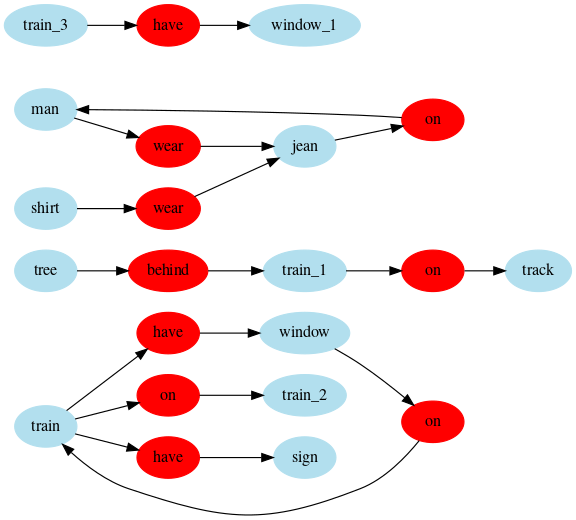 train_3 have window_1
man
on
wear jean
shirt wear
tree behind train_1 on track
have window
on train_2
train on
have sign